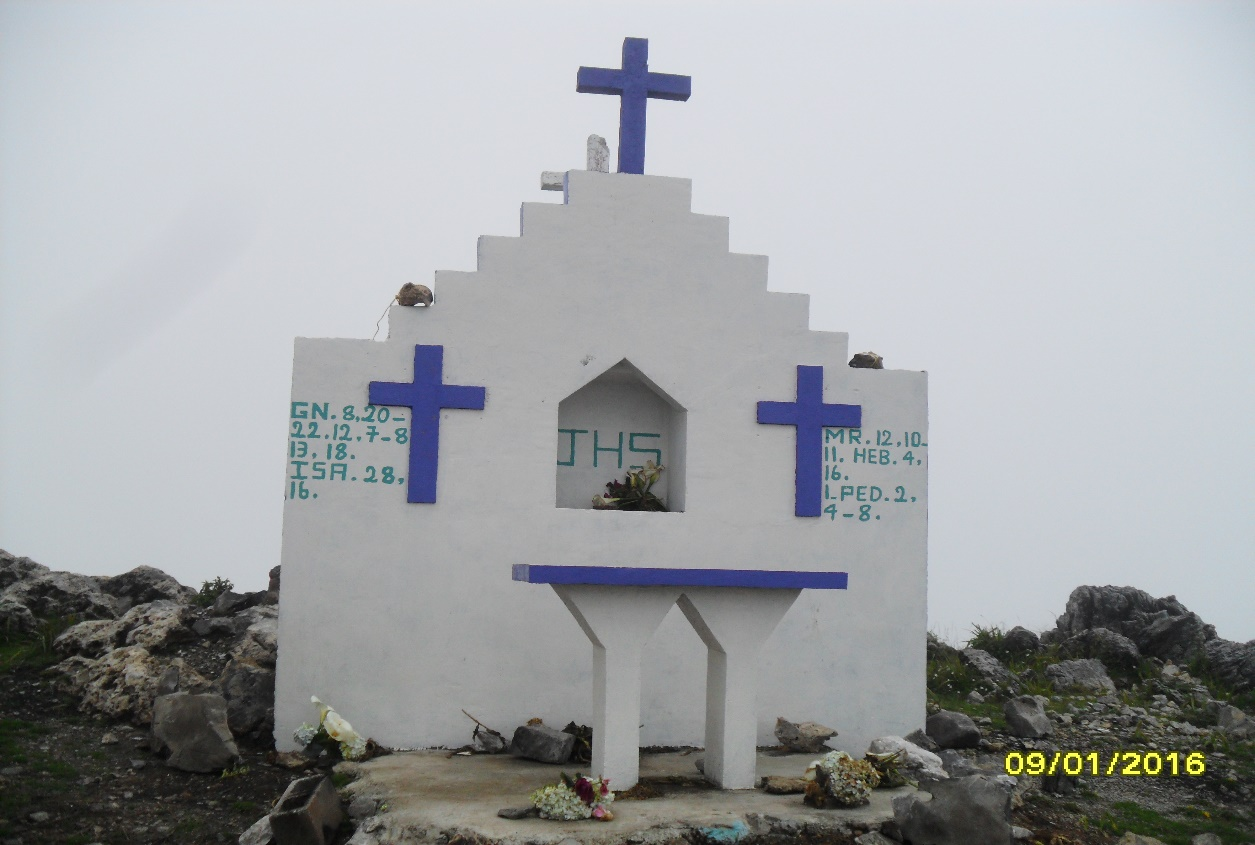 GN. 8,20-
22.12.7-8
13.18.
ISA. 28,
16.
JHS
MR. 12,10-
11. HEB. 4,
16.
1.PED. 2,
4-8.
09/01/2016